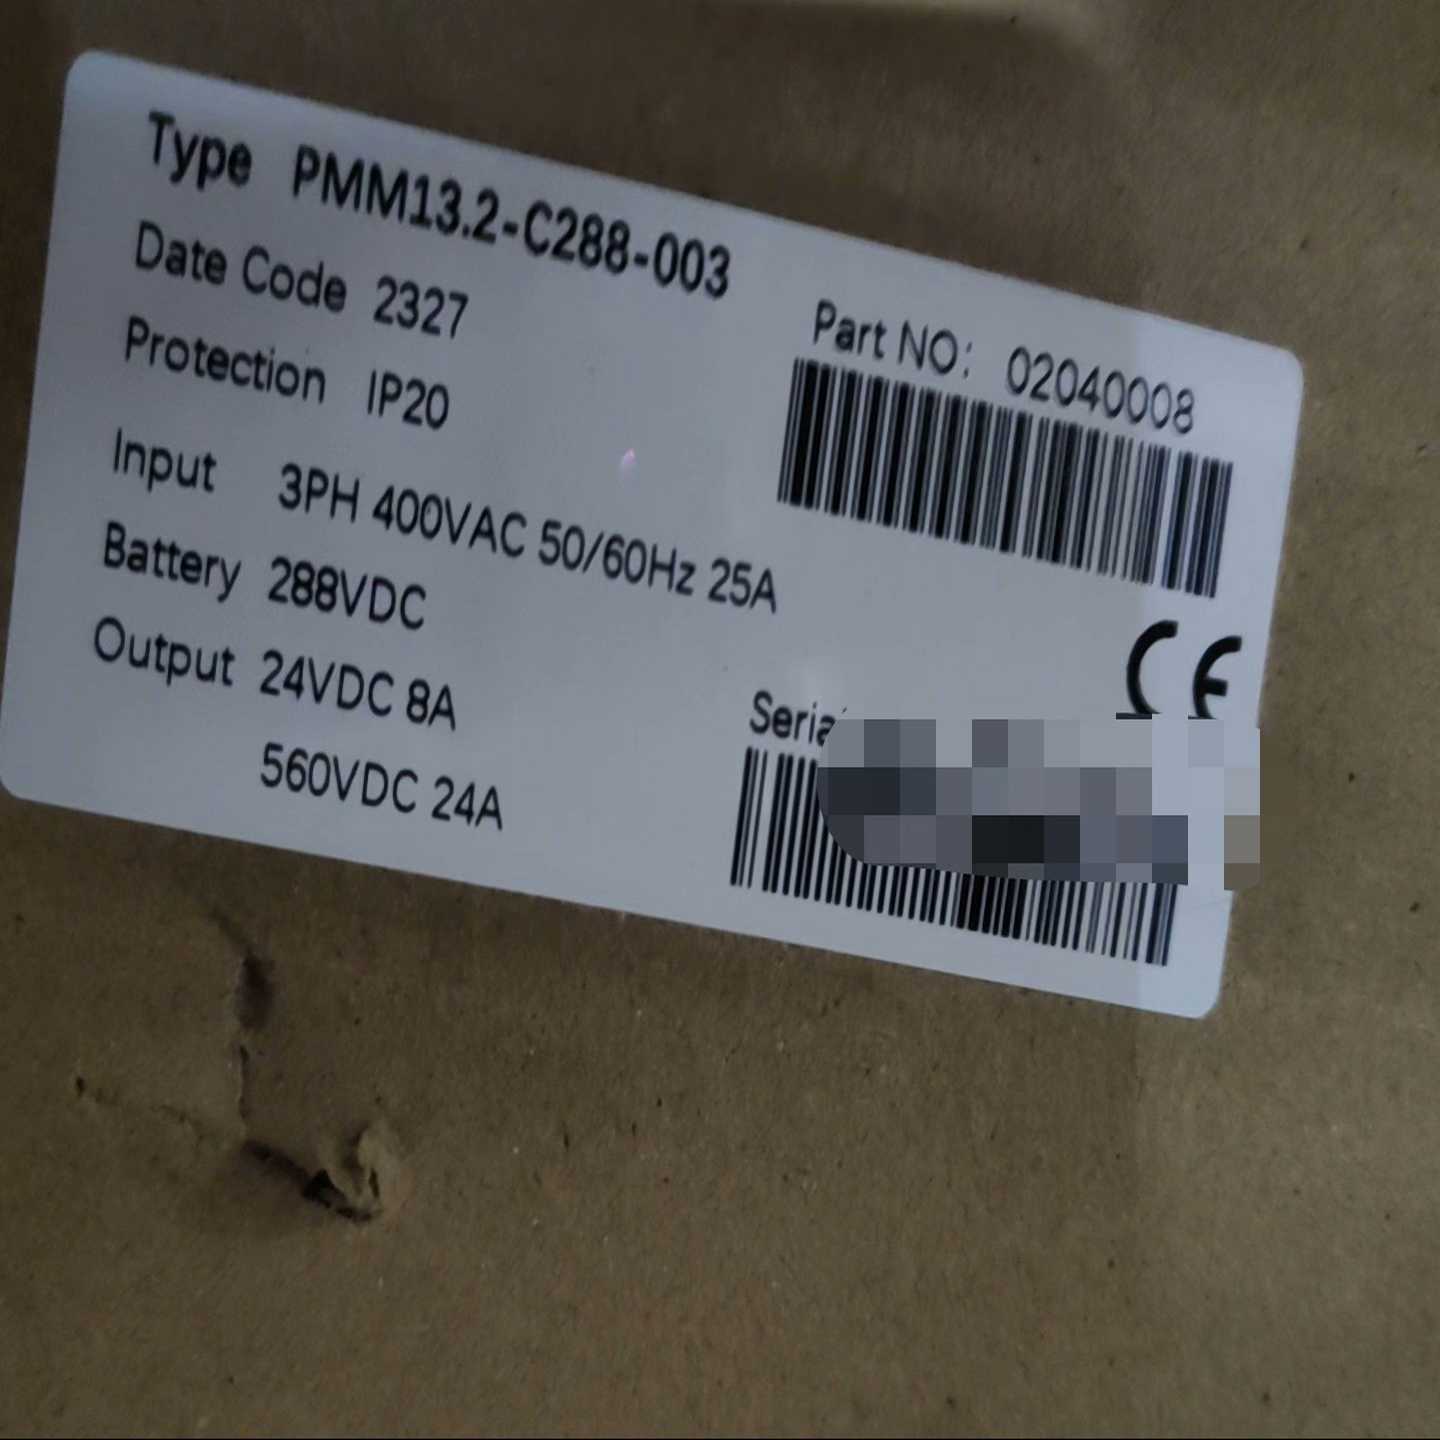 Type PMM13.2-C288-003
Date Code 2327
Protection IP20
Input 3PH 400VAC 50/60Hz 25A
Battery 288VDC
Output 24VDC 8A
560VDC 24A
Part NO: 02040008
CE